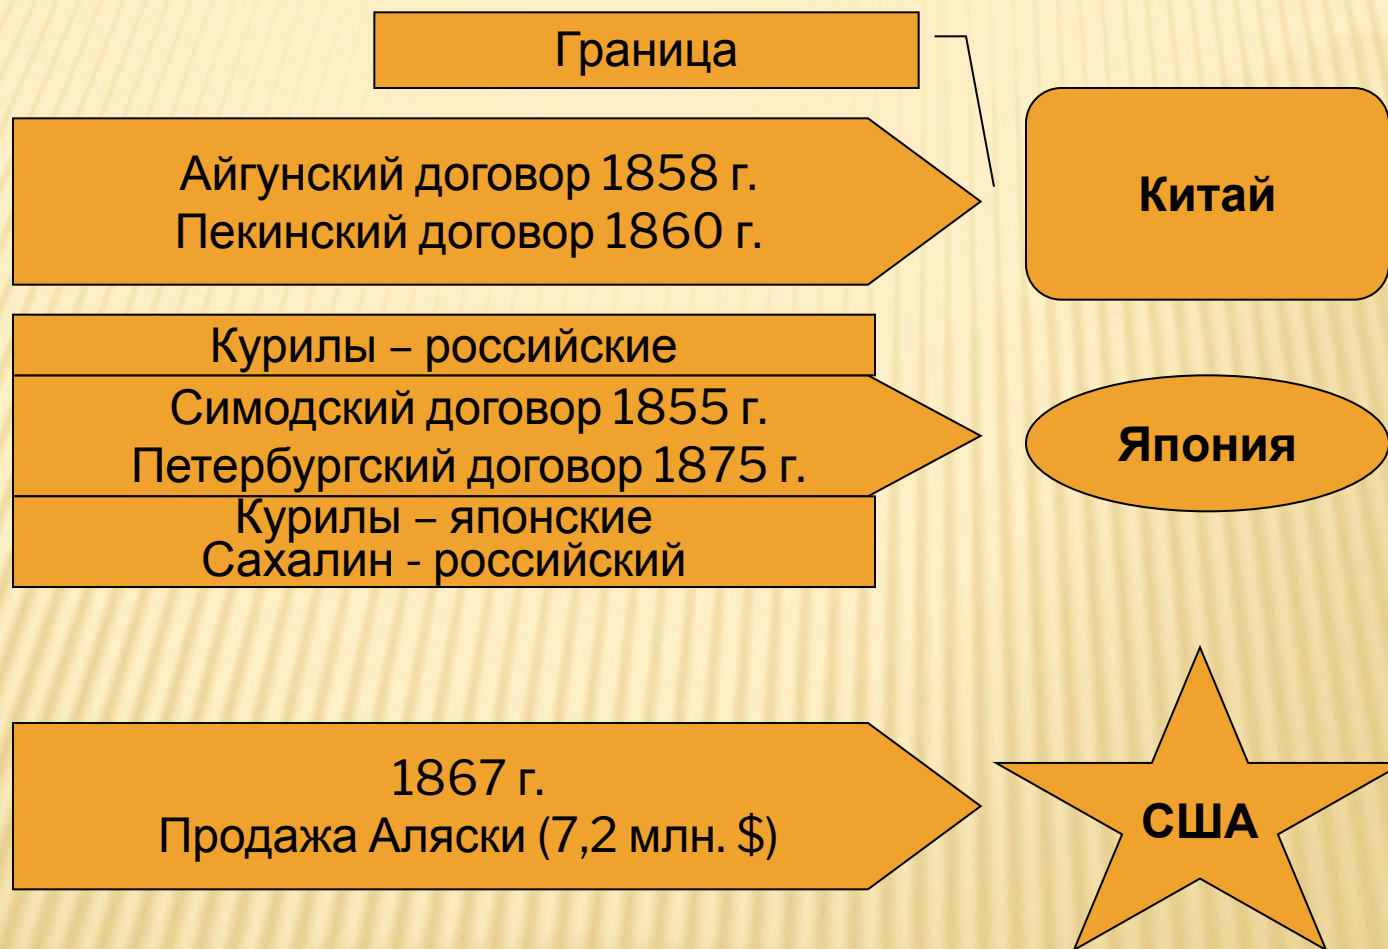 Граница
Айгунский договор 1858 г.
Пекинский договор 1860 г.
Китай
Курилы – российские
Симодский договор 1855 г.
Петербургский договор 1875 г.
Курилы – японские
Сахалин - российский
Япония
1867 г.
Продажа Аляски (7,2 млн. $)
США